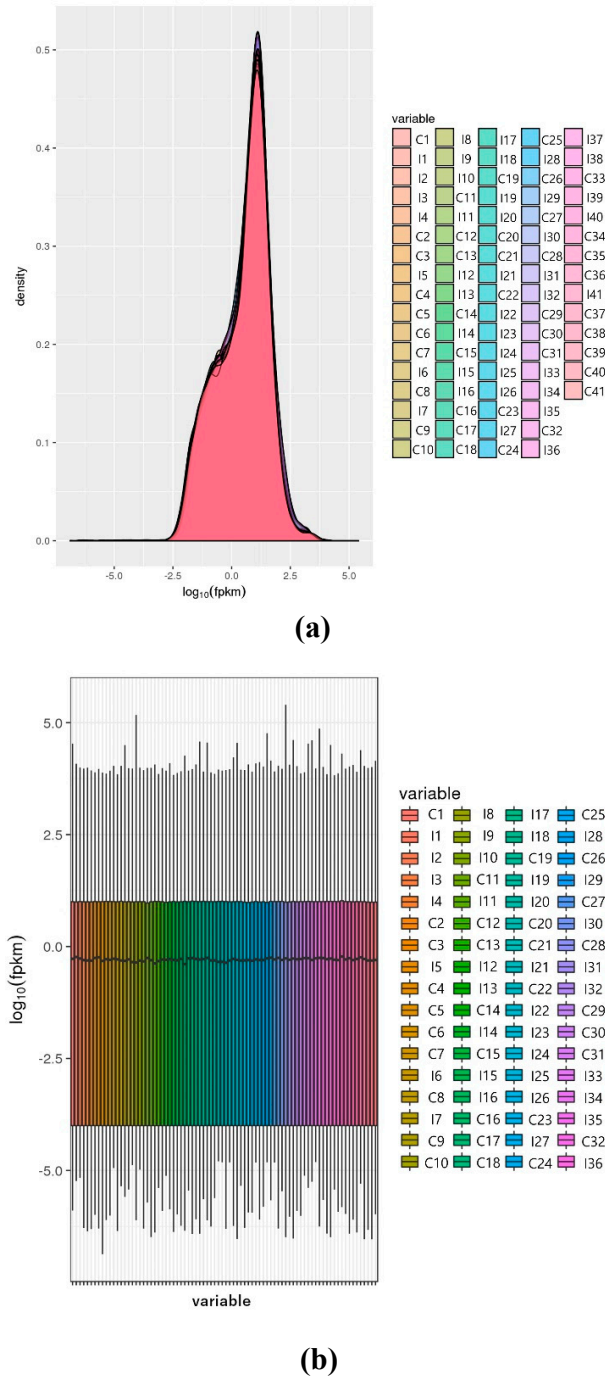 0.5
0.4
0.3
0.2
0.1
0.0
density
-5.0 -2.5 0.0 2.5 5.0
log10(fpkm)
variable
C1 I8 I17 C25 I37
I1 I9 I18 I28 I38
I2 I10 C19 C26 C33
I3 C11 I19 I29 I39
I4 I11 I20 C27 I40
C2 C12 C20 I30 C34
C3 C13 C21 C28 C35
I5 I12 I21 I31 C36
C4 I13 C22 I32 I41
C5 C14 I22 C29 C37
C6 I14 I23 C30 C38
C7 C15 I24 C31 C39
I6 I15 I25 I33 C40
C8 I16 I26 I34 C41
I7 C16 C23 I35
C9 C17 I27 C32
C10 C18 C24 I36
(a)
5.0
2.5
0.0
-2.5
-5.0
log10(fpkm)
variable
variable
C1 I8 I17 C25
I1 I9 I18 I28
I2 I10 C19 C26
I3 C11 I19 I29
I4 I11 I20 C27
C2 C12 C20 I30
C3 C13 C21 C28
I5 I12 I21 I31
C4 I13 C22 I32
C5 C14 I22 C29
C6 I14 I23 C30
C7 C15 I24 C31
I6 I15 I25 I33
C8 I16 I26 I34
I7 C16 C23 I35
C9 C17 I27 C32
C10 C18 C24 I36
(b)